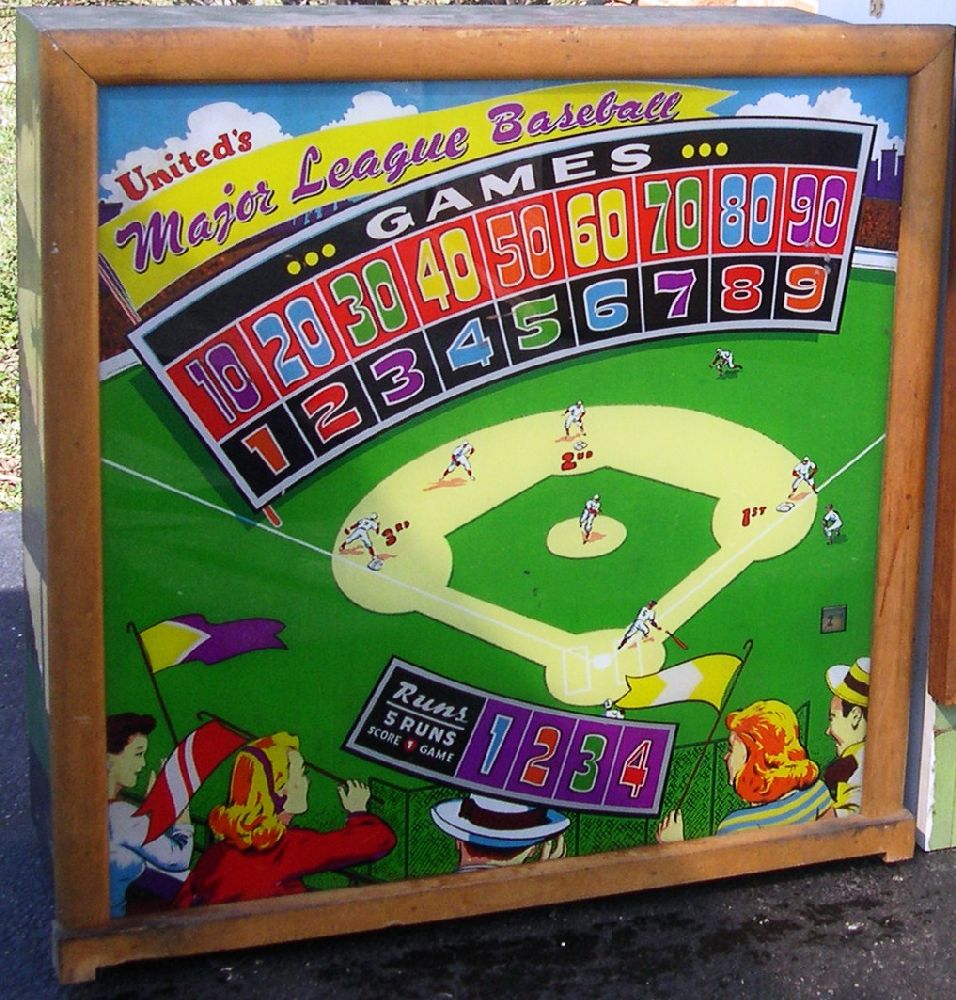 United's
Major League Baseball
GAMES
10 20 30 40 50 60 70 80 90
1 2 3 4 5 6 7 8 9
2ND
1ST
3RD
2
Runs
5 RUNS
SCORE 1 GAME
1 2 3 4